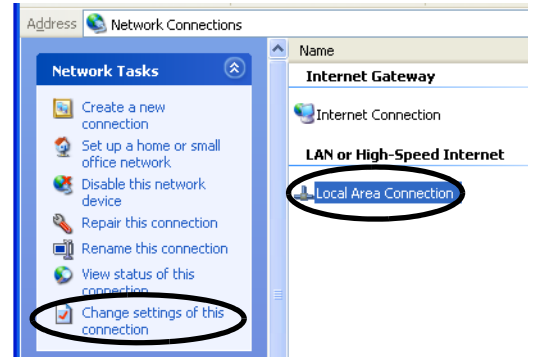 Address Network Connections
Network Tasks
Create a new
connection
Set up a home or small
office network
Disable this network
device
Repair this connection
Rename this connection
View status of this
connection
Change settings of this
connection
Name
Internet Gateway
Internet Connection
LAN or High-Speed Internet
Local Area Connection